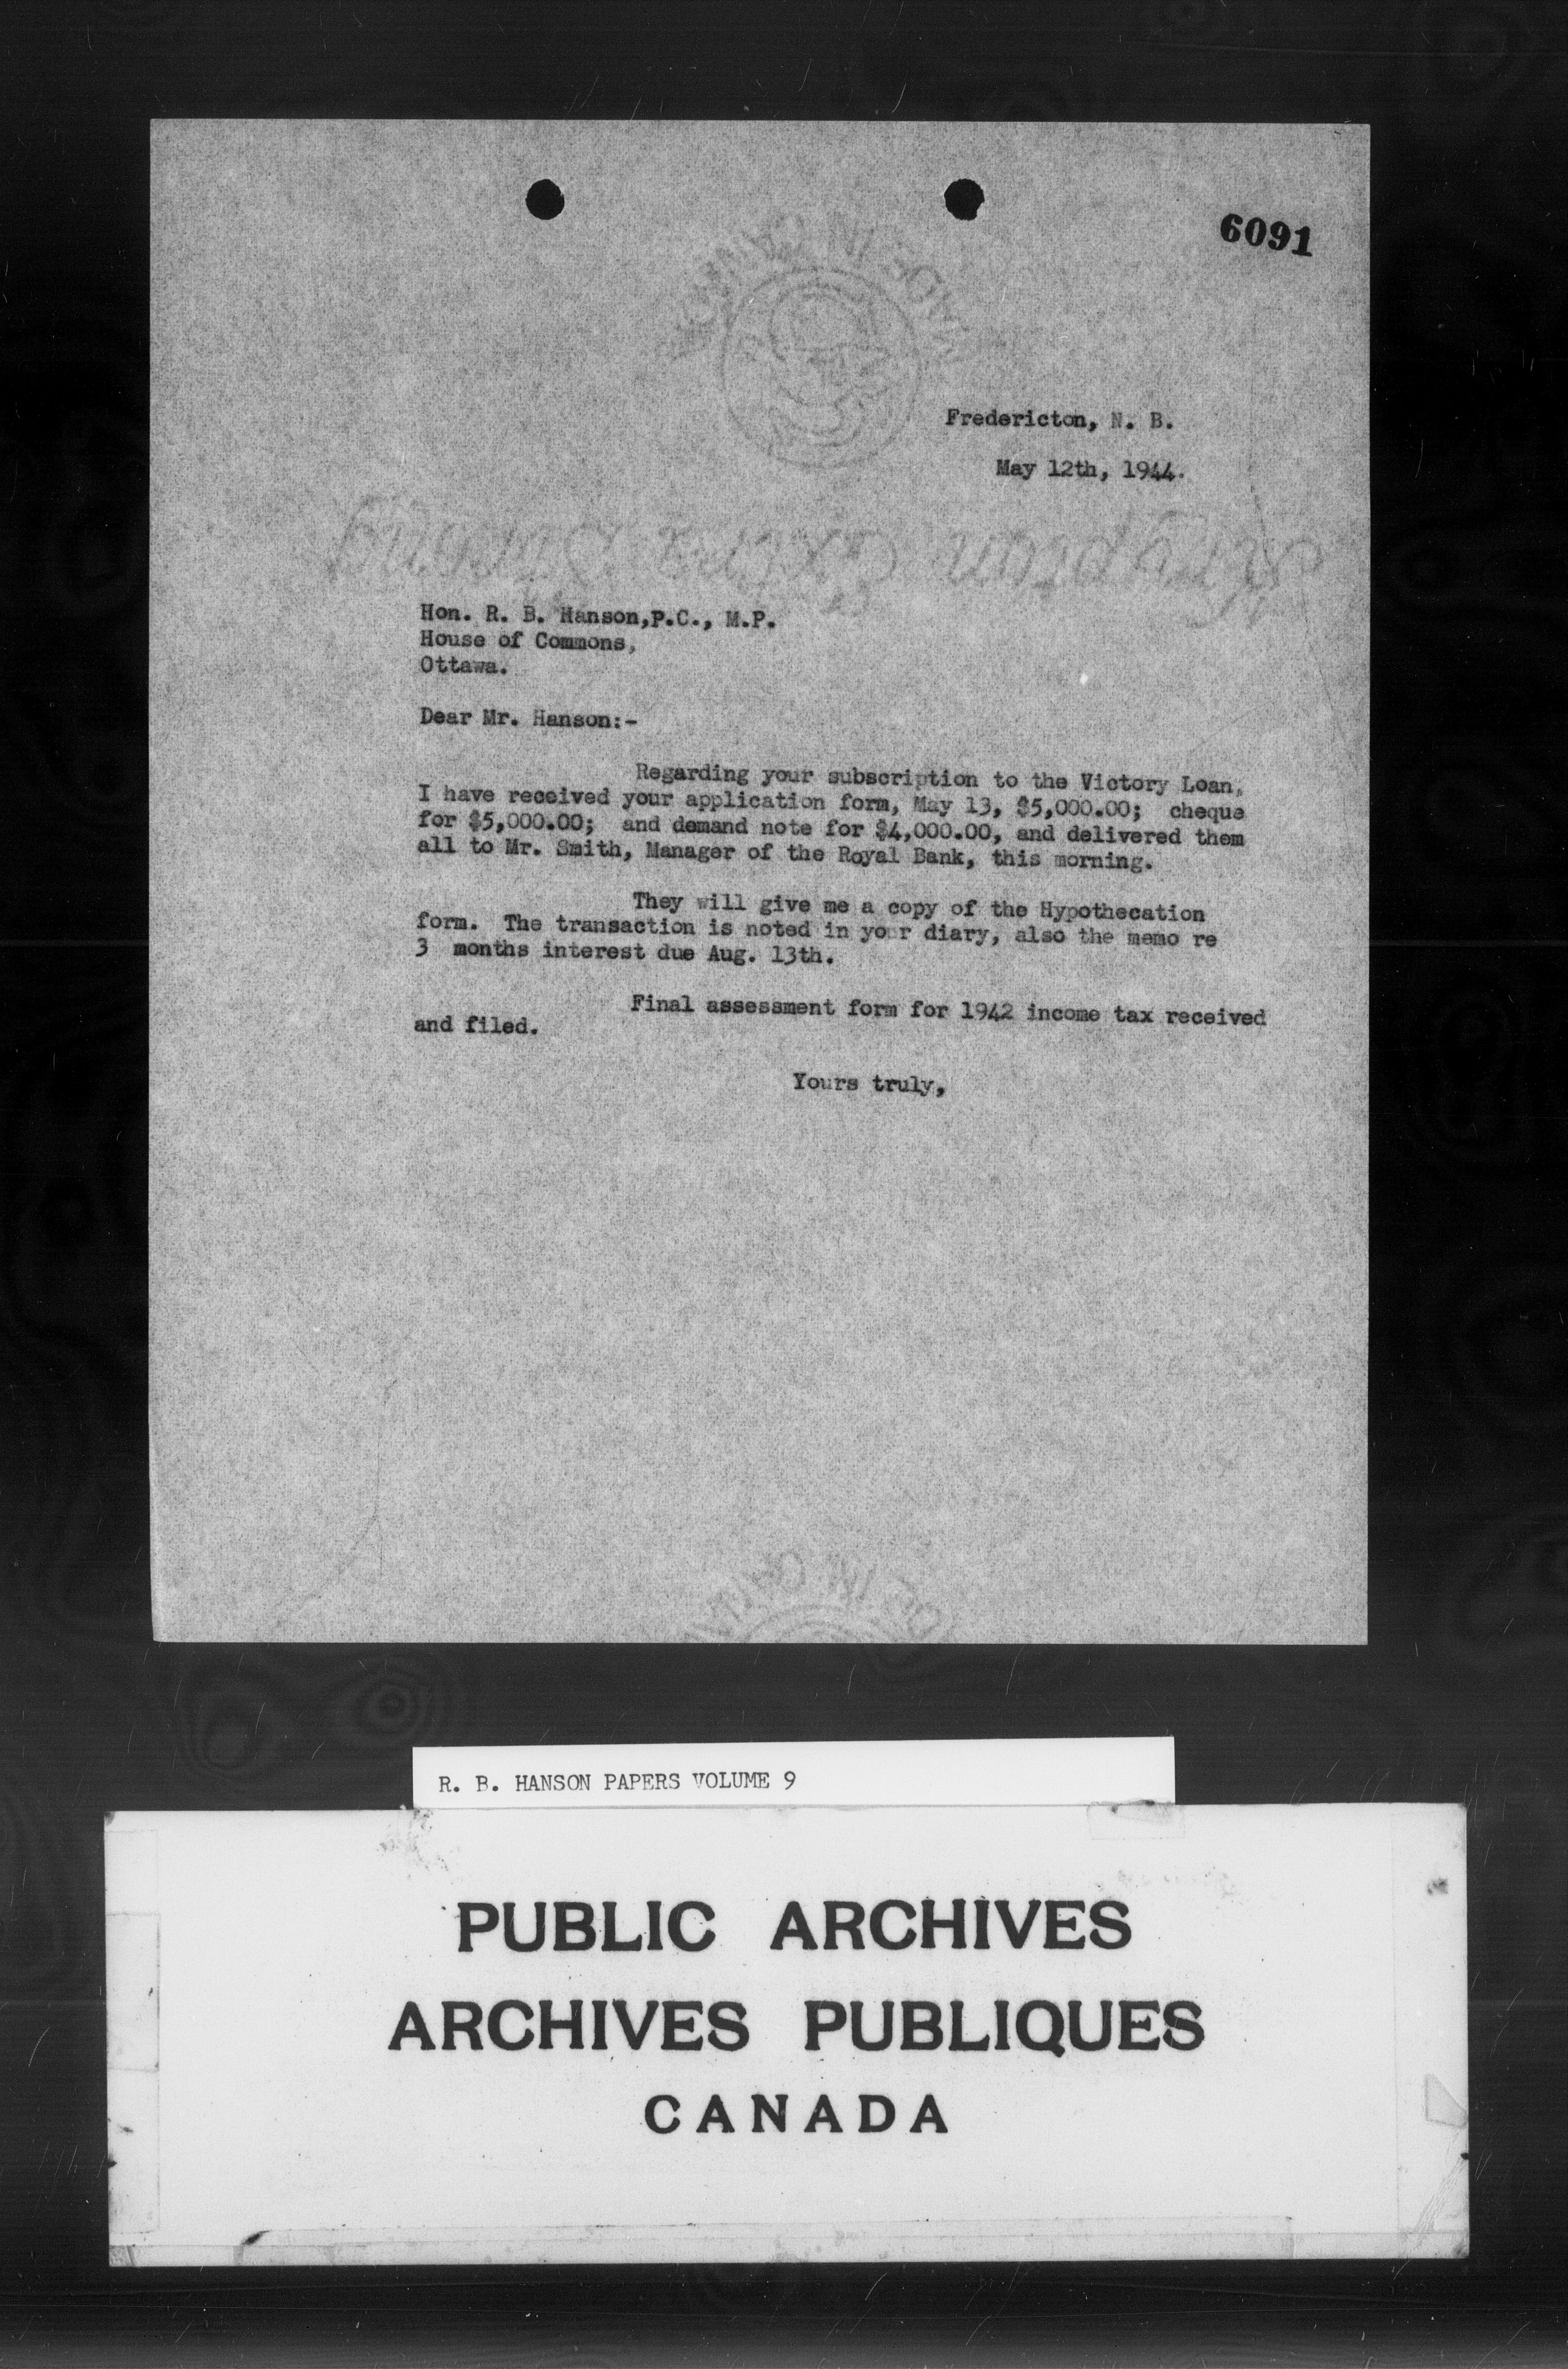 6091
Fredericton, N. B.
May 12th, 1944.
Hon. R. B. Hanson,P.C., M.P.
House of Commons,
Ottawa.
Dear Mr. Hanson:-
Regarding your subscription to the Victory Loan,
I have received your application form, May 13, $5,000.00; cheque
for $5,000.00; and demand note for $4,000.00, and delivered them
all to Mr. Smith, Manager of the Royal Bank, this morning.
They will give me a copy of the Hypothecation
form. The transaction is noted in your diary, also the memo re
3 months interest due Aug. 13th.
Final assessment form for 1942 income tax received
and filed.
Yours truly,
R. B. HANSON PAPERS VOLUME 9
PUBLIC ARCHIVES
ARCHIVES PUBLIQUES
CANADA